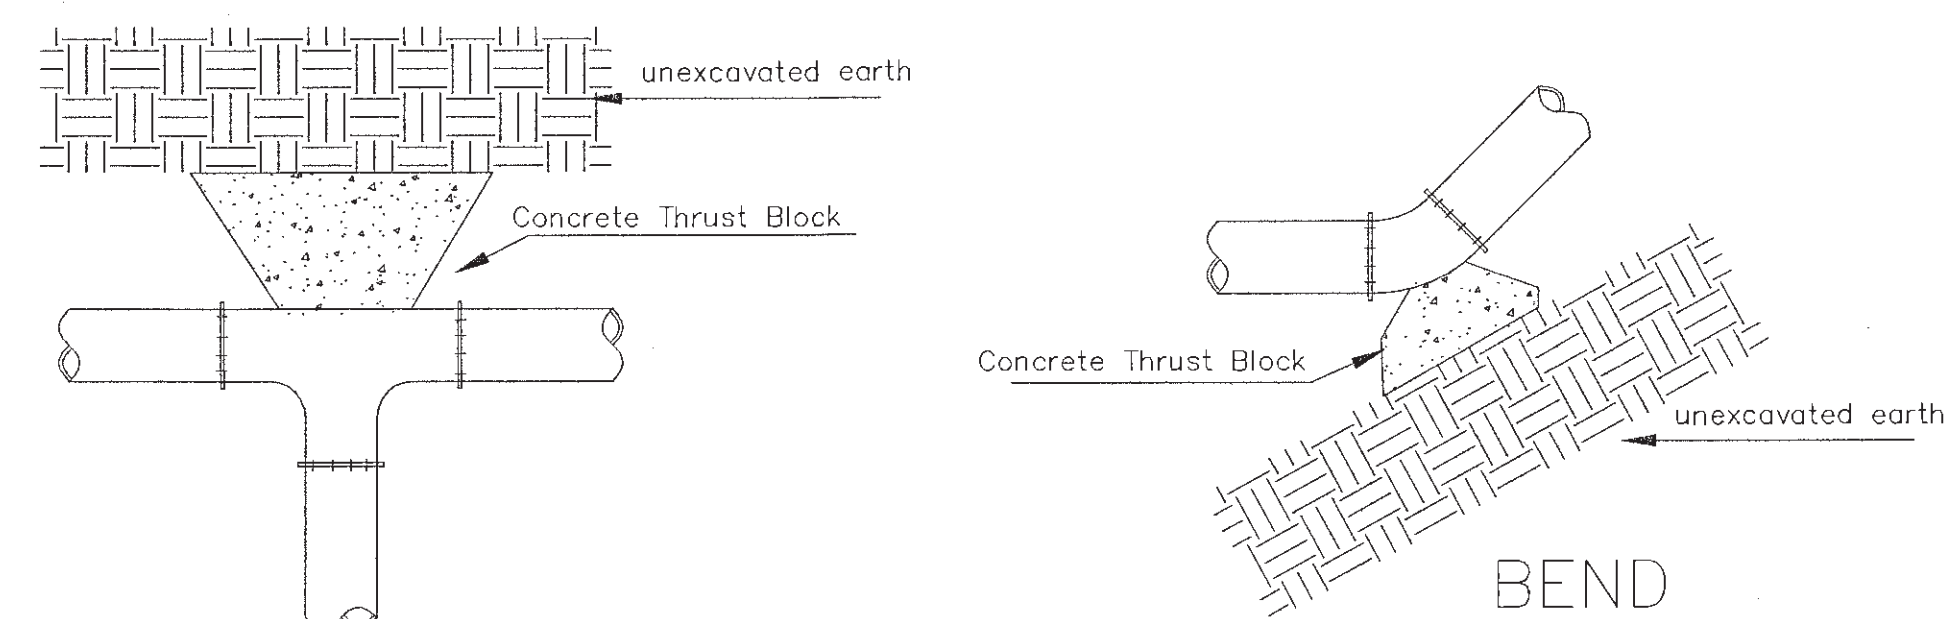 unexcavated earth
Concrete Thrust Block
Concrete Thrust Block
unexcavated earth
BEND